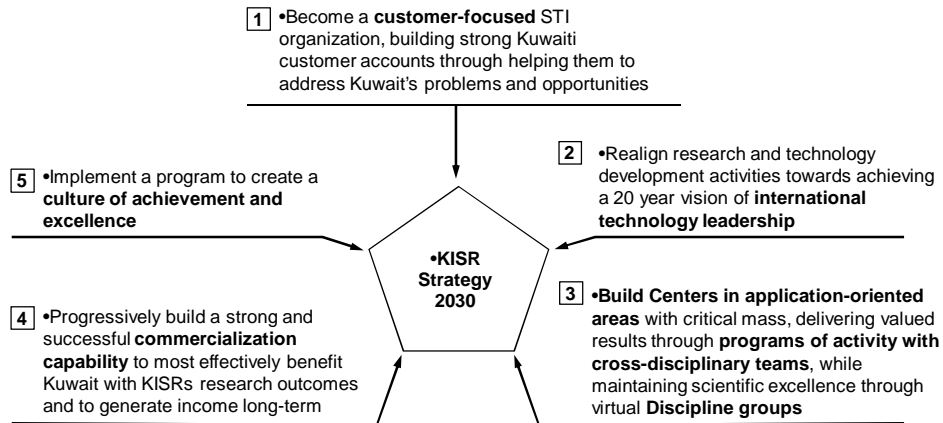 1 •Become a customer-focused STI
organization, building strong Kuwaiti
customer accounts through helping them to
address Kuwait's problems and opportunities
2 •Realign research and technology
development activities towards achieving
a 20 year vision of international
technology leadership
5 •Implement a program to create a
culture of achievement and
excellence
•KISR
Strategy
2030
3 •Build Centers in application-oriented
areas with critical mass, delivering valued
results through programs of activity with
cross-disciplinary teams, while
maintaining scientific excellence through
virtual Discipline groups
4 •Progressively build a strong and
successful commercialization
capability to most effectively benefit
Kuwait with KISRs research outcomes
and to generate income long-term